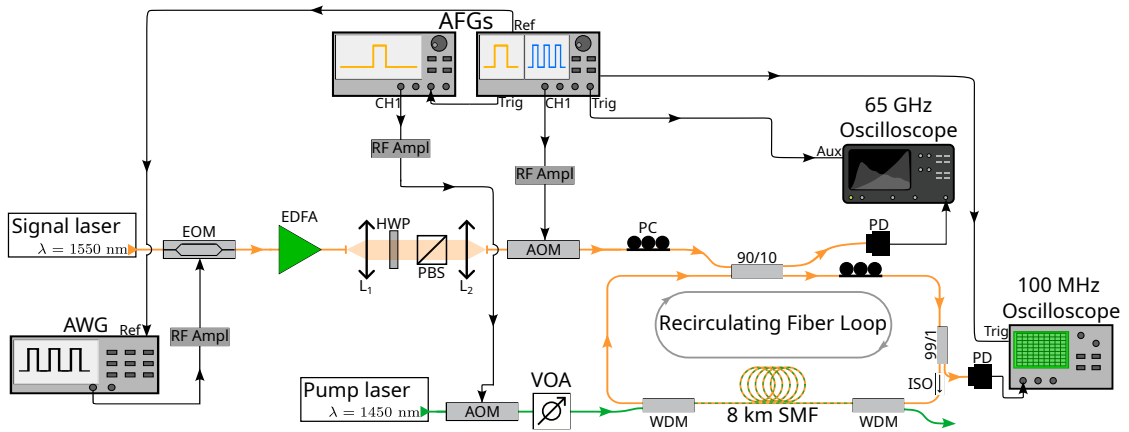 AFGs
Ref
CH1
Trig
CH1
Trig
65 GHz
Oscilloscope
Aux
RF Ampl
RF Ampl
Signal laser
λ = 1550 nm
EOM
EDFA
HWP
PBS
L₁
L₂
AOM
PC
90/10
PD
Recirculating Fiber Loop
100 MHz
Oscilloscope
Trig
99/1
PD
ISO
AWG
Ref
RF Ampl
Pump laser
λ = 1450 nm
AOM
VOA
WDM
8 km SMF
WDM